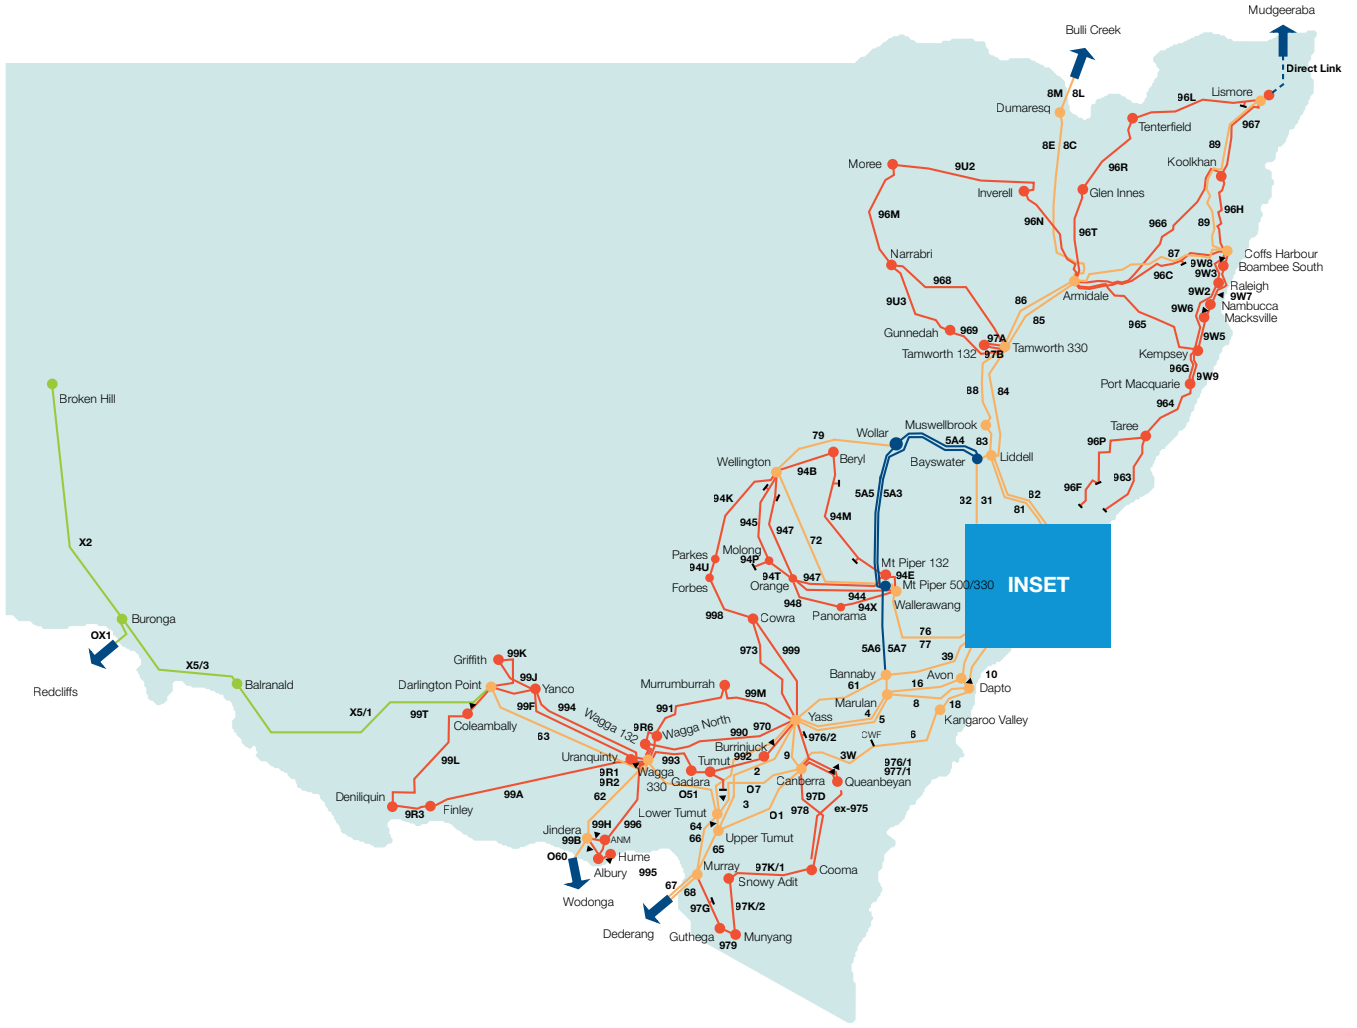 Mudgeeraba
Bulli Creek
Direct Link
8M
8L
96L
Lismore
Dumaresq
Tenterfield
967
8E
8C
89
Moree
9U2
96R
Koolkhan
Inverell
Glen Innes
96M
96N
96T
966
96H
89
Narrabri
87
Coffs Harbour
9W8
Boambee South
968
96C
9W3
Raleigh
86
Armidale
9W2
9W7
9U3
Nambucca
9W6
Macksville
85
965
Gunnedah
969
97A
9W5
Tamworth 132
97B
Tamworth 330
Kempsey
96G
9W9
Broken Hill
88
84
Port Macquarie
964
Muswellbrook
Taree
79
Wollar
5A4
83
96P
Wellington
94B
Beryl
Bayswater
Liddell
963
94K
5A5
5A3
32
31
82
96F
81
945
947
94M
72
X2
Parkes
Molong
94P
Mt Piper 132
94U
94T
947
94E
INSET
Forbes
Orange
Mt Piper 500/330
944
948
94X
Wallerawang
Panorama
998
Cowra
Buronga
OX1
76
77
973
999
5A6
5A7
39
Griffith
99K
X5/3
Redcliffs
Balranald
Darlington Point
99J
Yanco
Murrumburrah
99M
Bannaby
61
16
Avon
10
Dapto
X5/1
99T
99F
994
991
Marulan
8
18
Coleambally
Wagga 132
9R6
Wagga North
970
Yass
4
5
Kangaroo Valley
63
990
976/2
CWF
6
Burrinjuck
99L
Uranquinty
993
Tumut
992
9
3W
976/1
977/1
9R1
9R2
Wagga
330
Gadara
2
Canberra
Queanbeyan
O51
O7
97D
Deniliquin
99A
62
3
9R3
Finley
Lower Tumut
O1
978
ex-975
99H
996
64
Jindera
99B
ANM
66
Upper Tumut
65
O60
Hume
Albury
995
Murray
97K/1
Cooma
67
68
Snowy Adit
Wodonga
97G
97K/2
Dederang
Guthega
979
Munyang